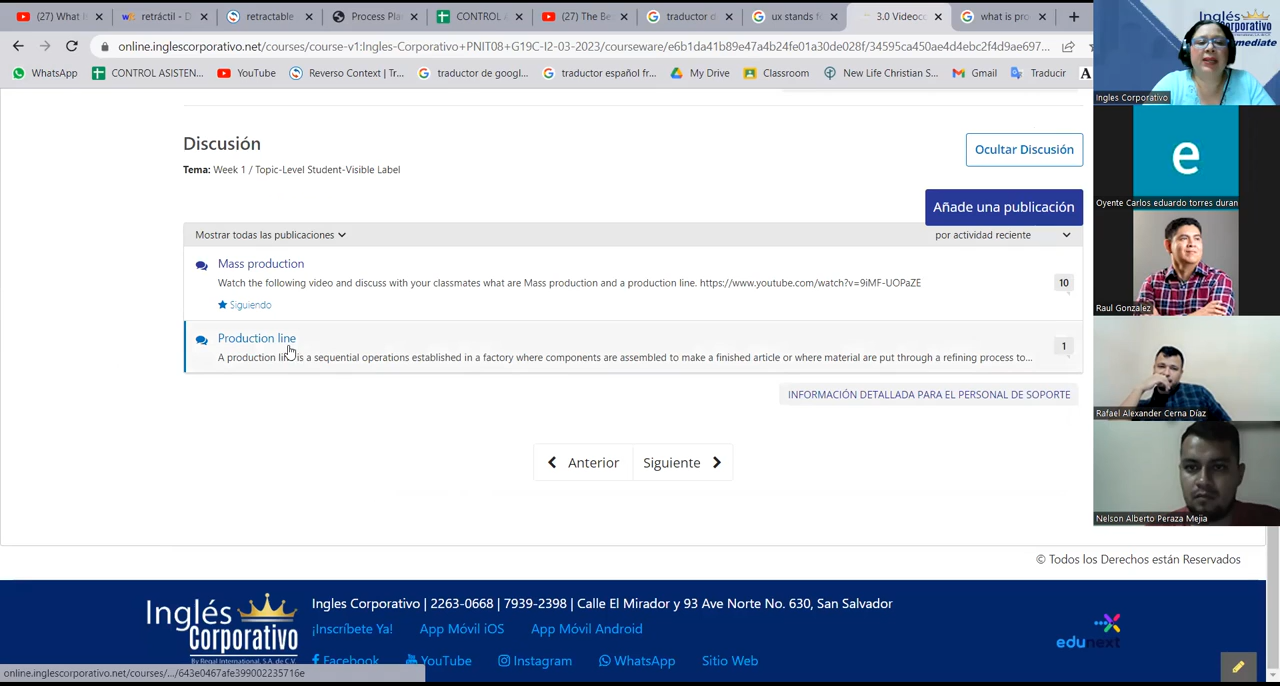 (27) What I
retráctil - D
retractable
Process Pla
CONTROL A
(27) The Be
traductor d
ux stands f
3.0 Videoc
what is pro
online.inglescorporativo.net/courses/course-v1:Ingles-Corporativo+PNIT08+G19C-I2-03-2023/courseware/e6b1da41b89e47a4b24fe01a30de028f/34595ca450ae4d4ebc2f4d9ae697...
WhatsApp
CONTROL ASISTEN...
YouTube
Reverso Context | Tr...
traductor de googl...
traductor español fr...
My Drive
Classroom
New Life Christian S...
Gmail
Traducir
A
Inglés
Corporativo
Ingles Corporativo
Discusión
Ocultar Discusión
Tema: Week 1 / Topic-Level Student-Visible Label
e
Oyente Carlos eduardo torres duran
Añade una publicación
Mostrar todas las publicaciones
por actividad reciente
Mass production
Watch the following video and discuss with your classmates what are Mass production and a production line. https://www.youtube.com/watch?v=9iMF-UOPaZE
10
Siguiendo
Raul Gonzalez
Production line
A production line is a sequential operations established in a factory where components are assembled to make a finished article or where material are put through a refining process to...
1
INFORMACIÓN DETALLADA PARA EL PERSONAL DE SOPORTE
Rafael Alexander Cerna Díaz
Anterior
Siguiente
Nelson Alberto Peraza Mejia
© Todos los Derechos están Reservados
Inglés
Corporativo
By Regal International, S.A. de C.V.
Ingles Corporativo | 2263-0668 | 7939-2398 | Calle El Mirador y 93 Ave Norte No. 630, San Salvador
¡Inscríbete Ya!
App Móvil iOS
App Móvil Android
edunext
Facebook
YouTube
Instagram
WhatsApp
Sitio Web
online.inglescorporativo.net/courses/.../643e0467afe399002235716e